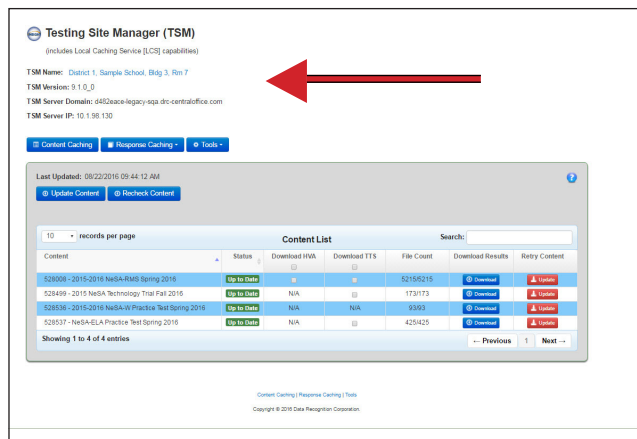 Testing Site Manager (TSM)
(includes Local Caching Service [LCS] capabilities)
TSM Name: District 1, Sample School, Bldg 3, Rm 7
TSM Version: 9.1.0_0
TSM Server Domain: d482eace-legacy-sqa.drc-centraloffice.com
TSM Server IP: 10.1.98.130
Content Caching Response Caching Tools
Last Updated: 08/22/2016 09:44:12 AM
Update Content Recheck Content
10 records per page Content List Search:
Content Status Download HVA Download TTS File Count Download Results Retry Content
528008 - 2015-2016 NeSA-RMS Spring 2016 Up to Date 5215/5215 Download Update
528499 - 2015 NeSA Technology Trial Fall 2016 Up to Date N/A 173/173 Download Update
528536 - 2015-2016 NeSA-W Practice Test Spring 2016 Up to Date N/A N/A 93/93 Download Update
528537 - NeSA-ELA Practice Test Spring 2016 Up to Date N/A 425/425 Download Update
Showing 1 to 4 of 4 entries ← Previous 1 Next →
Content Caching | Response Caching | Tools
Copyright © 2016 Data Recognition Corporation.